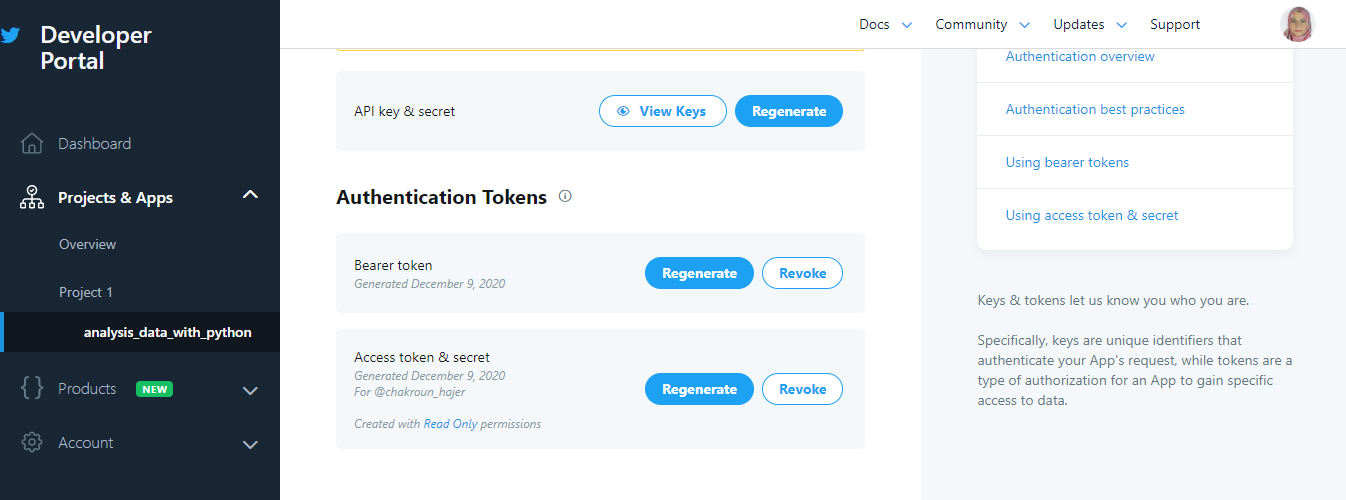 Developer
Portal
Docs
Community
Updates
Support
Dashboard
Projects & Apps
Overview
Project 1
analysis_data_with_python
Products NEW
Account
API key & secret
View Keys
Regenerate
Authentication Tokens
Bearer token
Generated December 9, 2020
Regenerate
Revoke
Access token & secret
Generated December 9, 2020
For @chakroun_hajer
Created with Read Only permissions
Regenerate
Revoke
Authentication overview
Authentication best practices
Using bearer tokens
Using access token & secret
Keys & tokens let us know you who you are.
Specifically, keys are unique identifiers that
authenticate your App's request, while tokens are a
type of authorization for an App to gain specific
access to data.